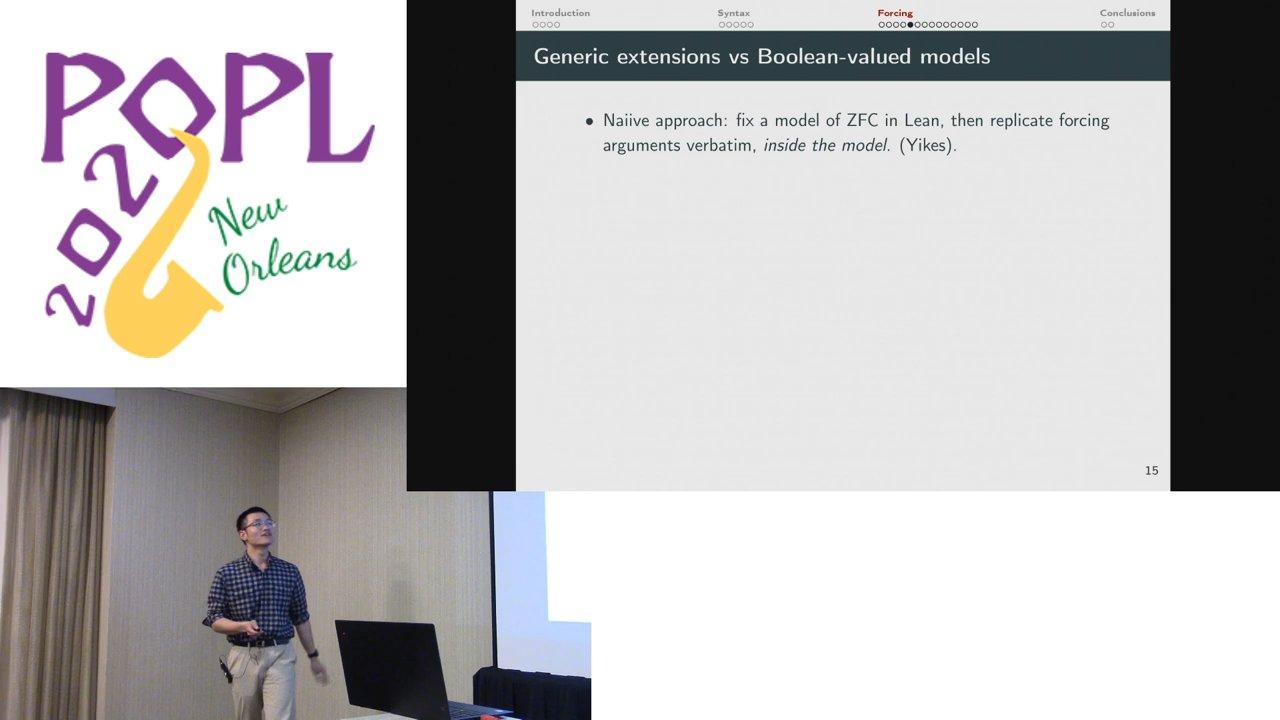 POPL
2020
New
Orleans
Introduction
Syntax
Forcing
Conclusions
Generic extensions vs Boolean-valued models
• Naiive approach: fix a model of ZFC in Lean, then replicate forcing
arguments verbatim, inside the model. (Yikes).
15